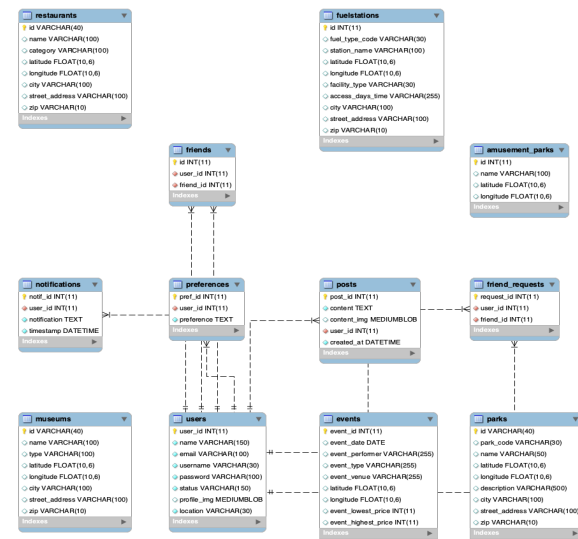 restaurants
id VARCHAR(40)
name VARCHAR(100)
category VARCHAR(100)
latitude FLOAT(10,6)
longitude FLOAT(10,6)
city VARCHAR(100)
street_address VARCHAR(100)
zip VARCHAR(10)
Indexes
fuelstations
id INT(11)
fuel_type_code VARCHAR(30)
station_name VARCHAR(100)
latitude FLOAT(10,6)
longitude FLOAT(10,6)
facility_type VARCHAR(30)
access_days_time VARCHAR(255)
city VARCHAR(100)
street_address VARCHAR(100)
zip VARCHAR(10)
Indexes
friends
id INT(11)
user_id INT(11)
friend_id INT(11)
Indexes
amusement_parks
id INT(11)
name VARCHAR(100)
latitude FLOAT(10,6)
longitude FLOAT(10,6)
Indexes
notifications
notif_id INT(11)
user_id INT(11)
notification TEXT
timestamp DATETIME
Indexes
preferences
pref_id INT(11)
user_id INT(11)
preference TEXT
Indexes
posts
post_id INT(11)
content TEXT
content_img MEDIUMBLOB
user_id INT(11)
created_at DATETIME
Indexes
friend_requests
request_id INT(11)
user_id INT(11)
friend_id INT(11)
Indexes
museums
id VARCHAR(40)
name VARCHAR(100)
type VARCHAR(100)
latitude FLOAT(10,6)
longitude FLOAT(10,6)
city VARCHAR(100)
street_address VARCHAR(100)
zip VARCHAR(10)
Indexes
users
user_id INT(11)
name VARCHAR(150)
email VARCHAR(100)
username VARCHAR(30)
password VARCHAR(100)
status VARCHAR(150)
profile_img MEDIUMBLOB
location VARCHAR(30)
Indexes
events
event_id INT(11)
event_date DATE
event_performer VARCHAR(255)
event_type VARCHAR(255)
event_venue VARCHAR(255)
latitude FLOAT(10,6)
longitude FLOAT(10,6)
event_lowest_price INT(11)
event_highest_price INT(11)
Indexes
parks
id VARCHAR(40)
park_code VARCHAR(30)
name VARCHAR(50)
latitude FLOAT(10,6)
longitude FLOAT(10,6)
description VARCHAR(500)
city VARCHAR(100)
street_address VARCHAR(100)
zip VARCHAR(10)
Indexes